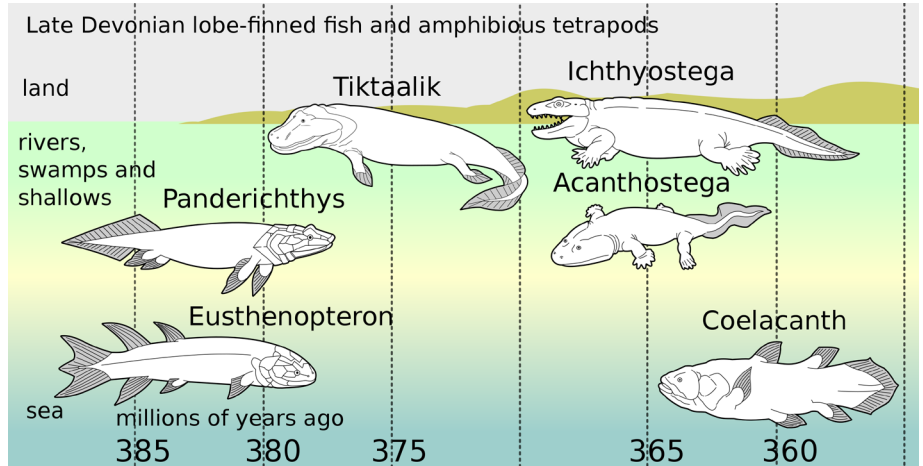 Late Devonian lobe-finned fish and amphibious tetrapods
Ichthyostega
Tiktaalik
land
rivers,
swamps and
shallows
Acanthostega
Panderichthys
Eusthenopteron
Coelacanth
sea
millions of years ago
385 380 375 365 360